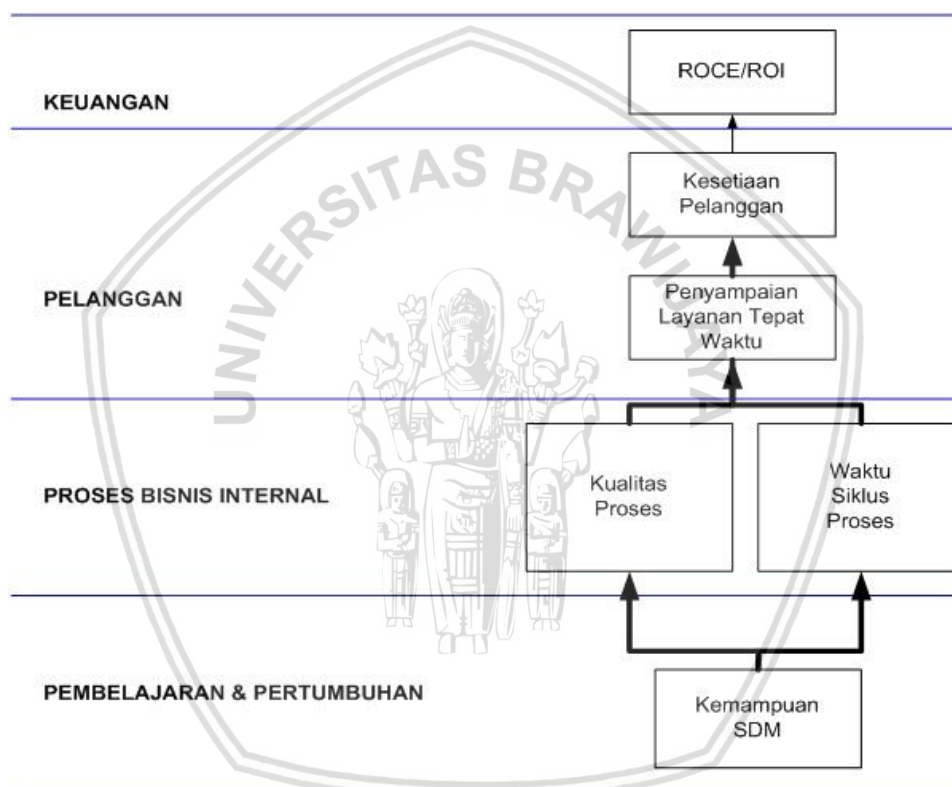 ROCE/ROI
KEUANGAN
UNIVERSITAS BRAWIJAYA
Kesetiaan
Pelanggan
PELANGGAN
Penyampaian
Layanan Tepat
Waktu
PROSES BISNIS INTERNAL
Kualitas
Proses
Waktu
Siklus
Proses
PEMBELAJARAN & PERTUMBUHAN
Kemampuan
SDM